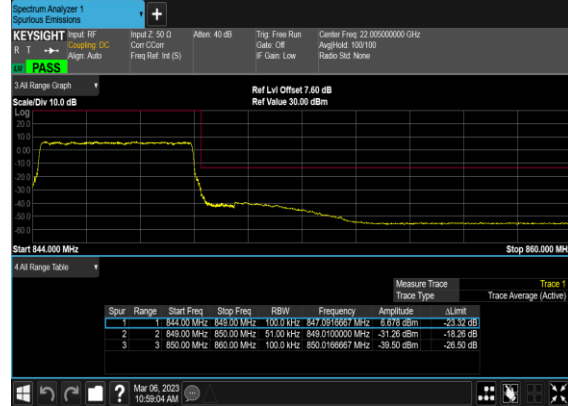 Spectrum Analyzer 1
Spurious Emissions
KEYSIGHT Input: RF Input Z: 50 Ω Atten: 40 dB Trig: Free Run Center Freq: 22.005000000 GHz
R T Coupling: DC Corr CCorr Gate: Off Avg|Hold: 100/100
Align: Auto Freq Ref: Int (S) IF Gain: Low Radio Std: None
PASS
3 All Range Graph
Ref Lvl Offset 7.60 dB
Scale/Div 10.0 dB Ref Value 30.00 dBm
Log
20.0
10.0
0.00
-10.0
-20.0
-30.0
-40.0
-50.0
-60.0
Start 844.000 MHz Stop 860.000 MH
4 All Range Table
Measure Trace Trace 1
Trace Type Trace Average (Active)
Spur Range Start Freq Stop Freq RBW Frequency Amplitude ΔLimit
1 1 844.00 MHz 849.00 MHz 100.0 kHz 847.0916667 MHz 6.678 dBm -23.32 dB
2 2 849.00 MHz 850.00 MHz 51.00 kHz 849.0100000 MHz -31.26 dBm -18.26 dB
3 3 850.00 MHz 860.00 MHz 100.0 kHz 850.0166667 MHz -39.50 dBm -26.50 dB
? Mar 06, 2023
10:59:04 AM